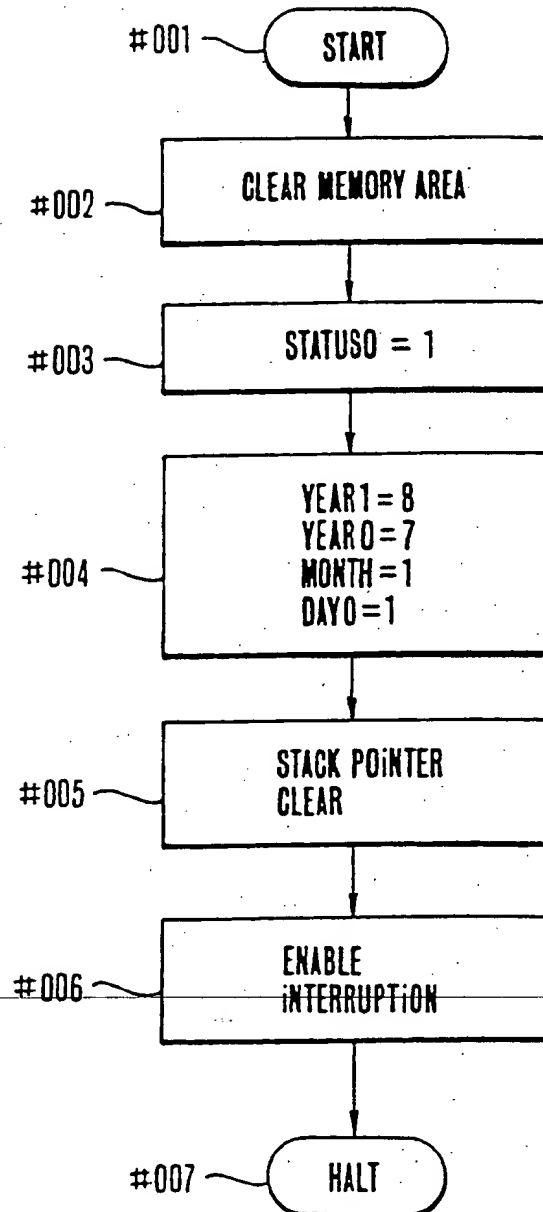 #001 START
#002 CLEAR MEMORY AREA
#003 STATUS0 = 1
#004
YEAR1 = 8
YEAR0 = 7
MONTH = 1
DAY0 = 1
#005
STACK POiNTER
CLEAR
#006
ENABLE
iNTERRUPTiON
#007 HALT